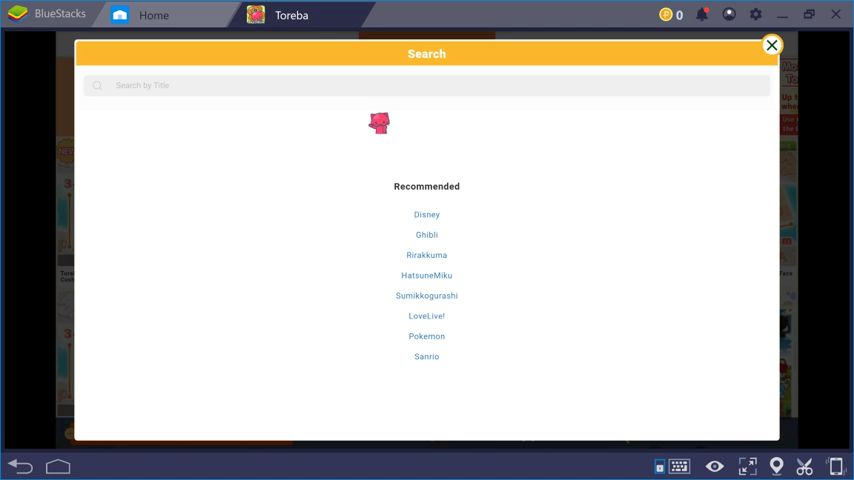 BlueStacks
Home
Toreba
0
Search
Search by Title
Recommended
Disney
Ghibli
Rirakkuma
HatsuneMiku
Sumikkogurashi
LoveLive!
Pokemon
Sanrio